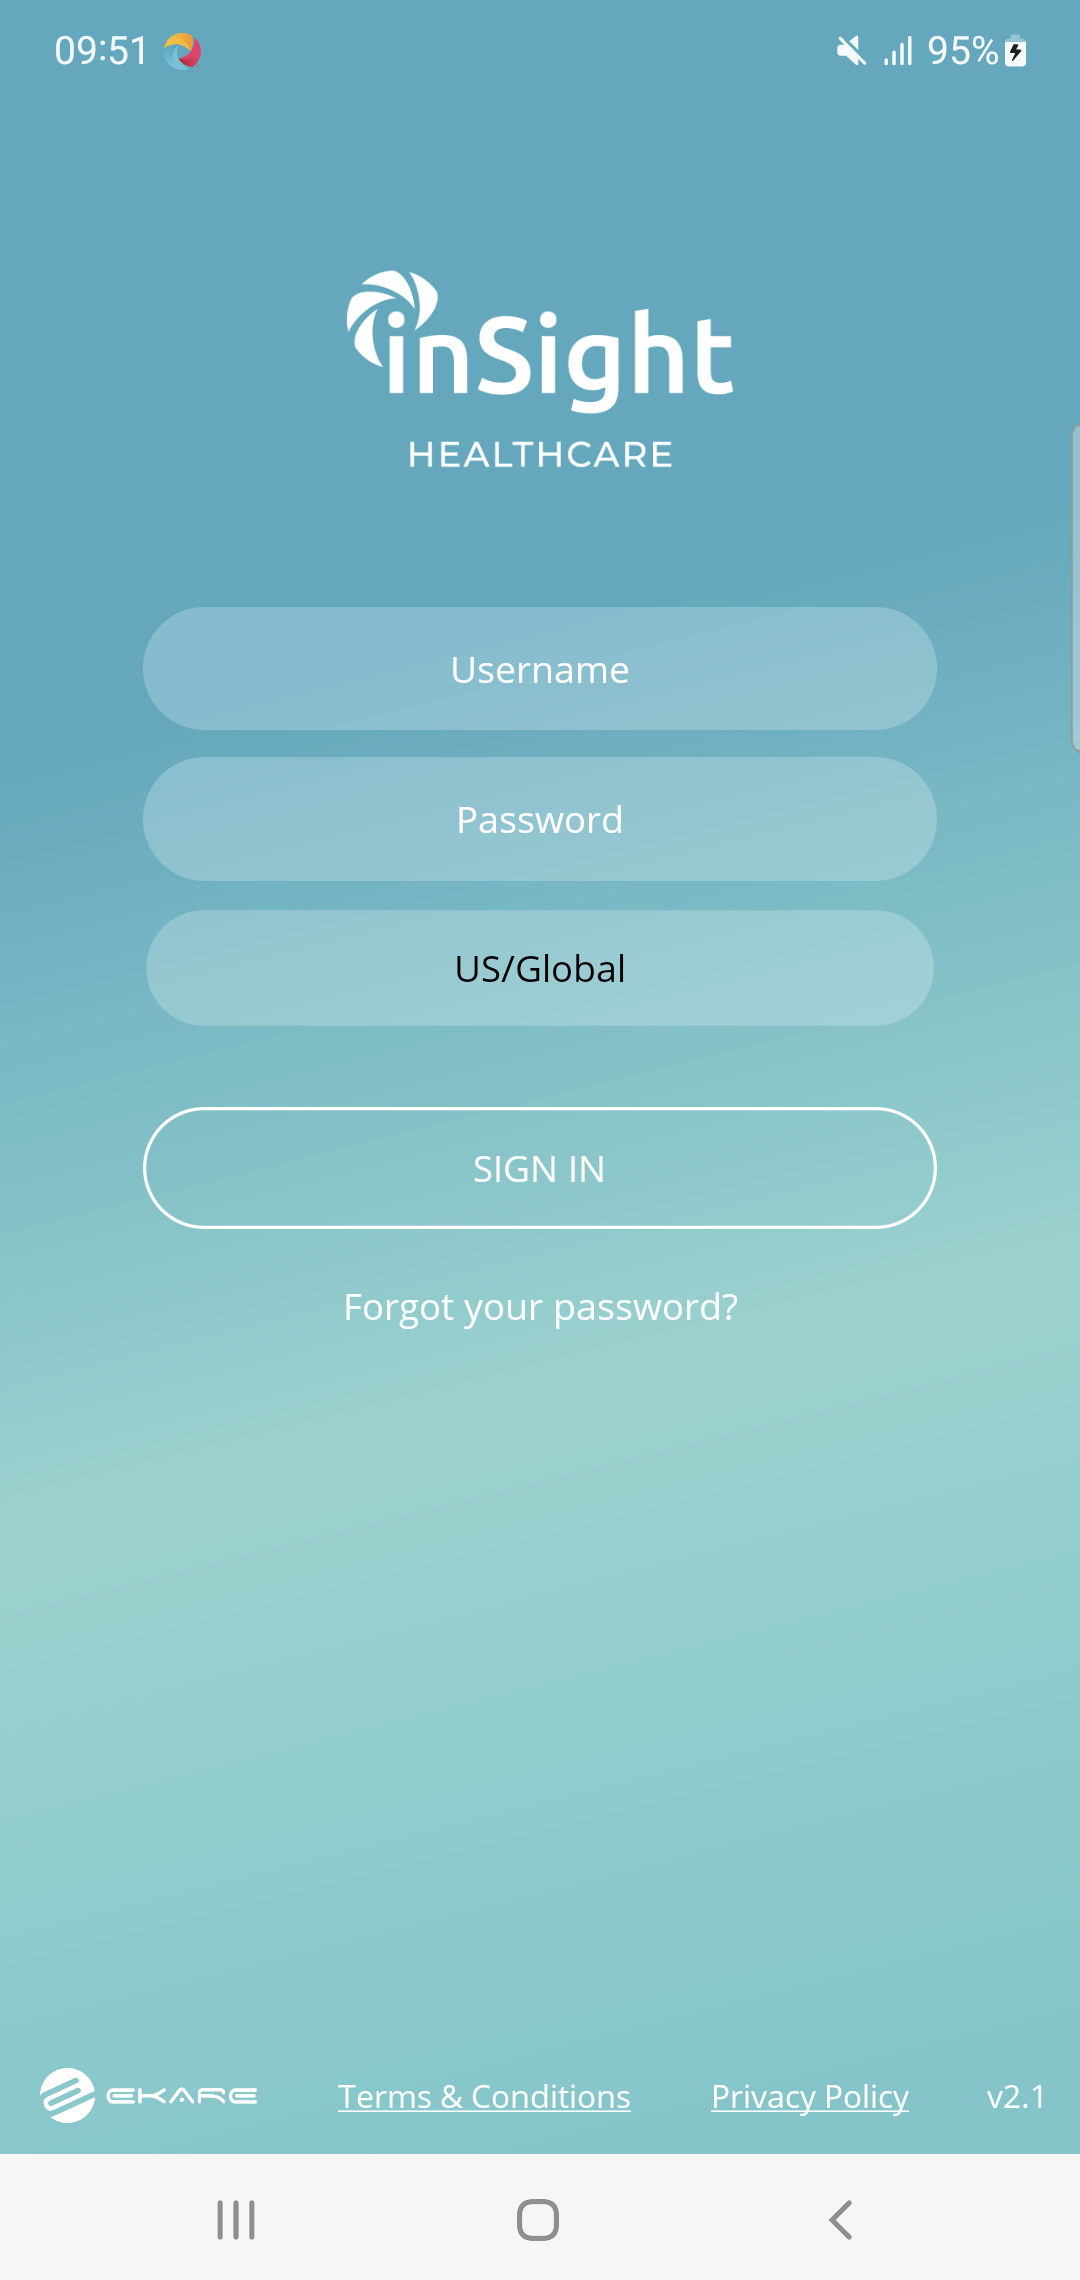 09:51 95%
inSight
HEALTHCARE
Username
Password
US/Global
SIGN IN
Forgot your password?
EKARE Terms & Conditions Privacy Policy v2.1